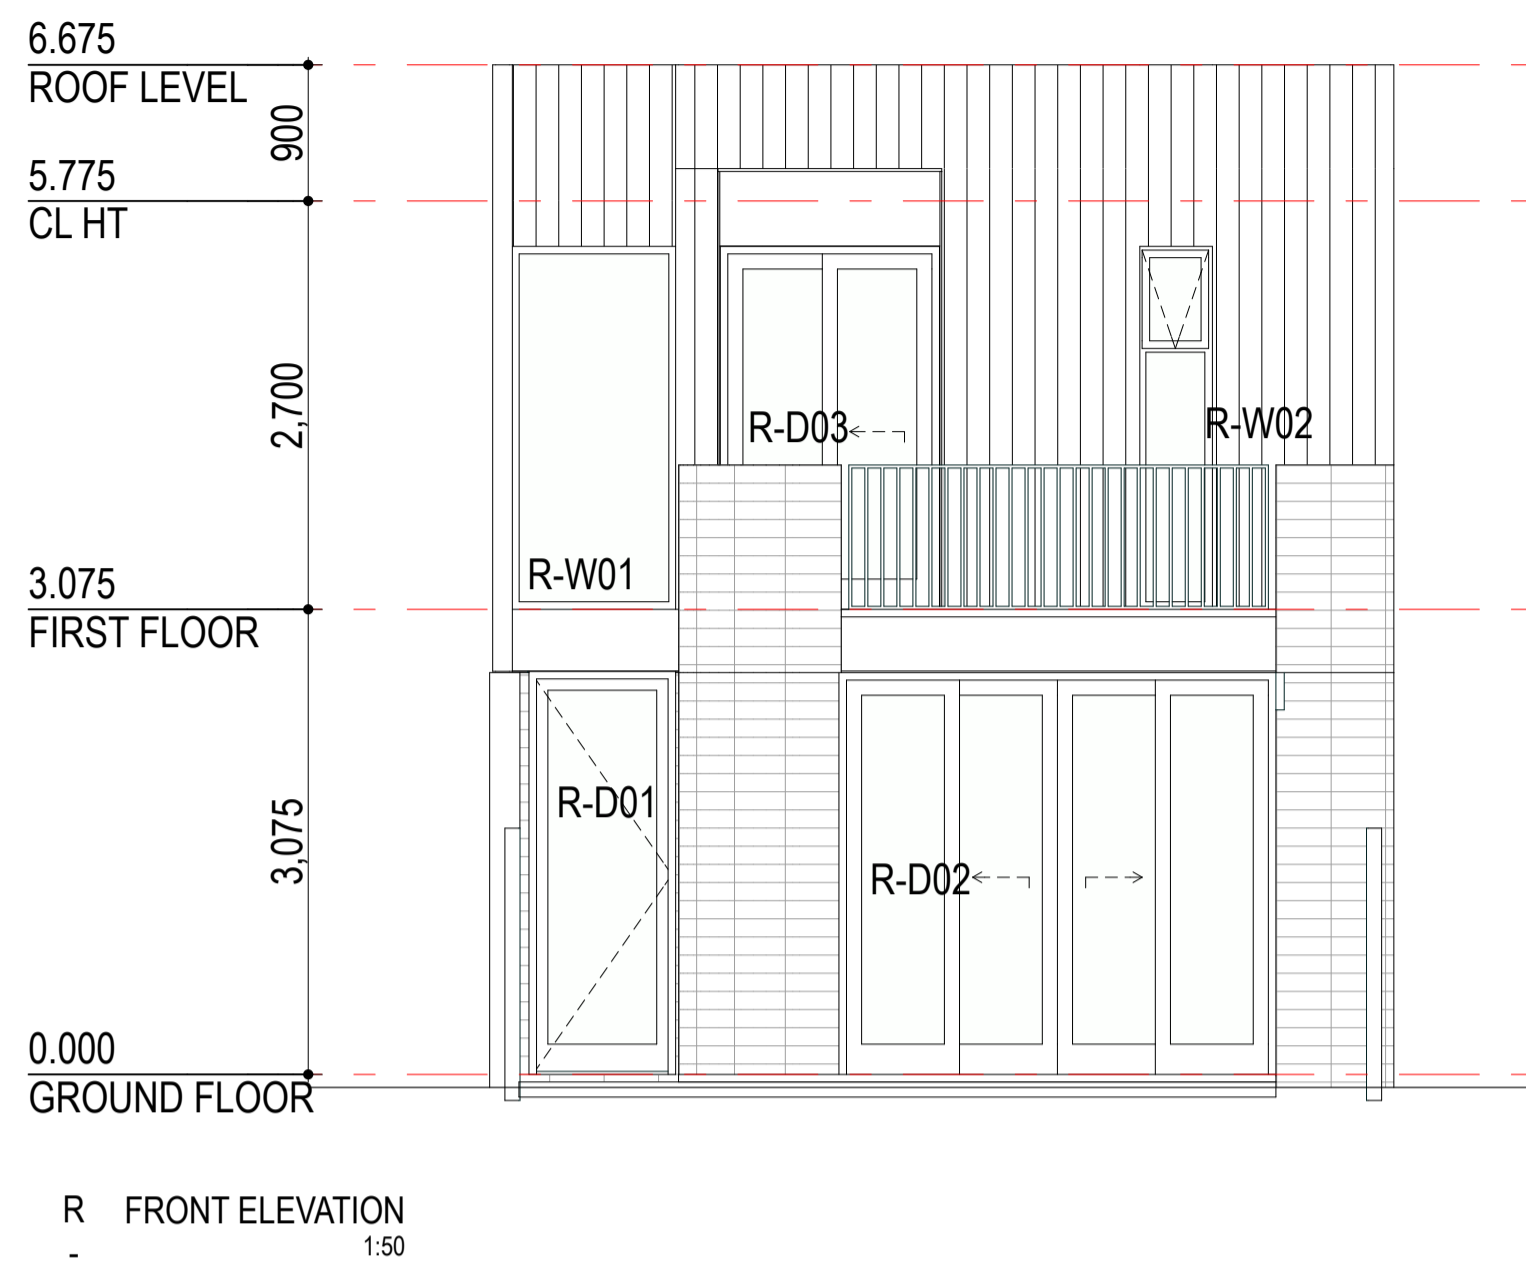 6.675
ROOF LEVEL
900
5.775
CL HT
2,700
R-D03
R-W02
R-W01
3.075
FIRST FLOOR
R-D01
3,075
R-D02
0.000
GROUND FLOOR
R FRONT ELEVATION
- 1:50